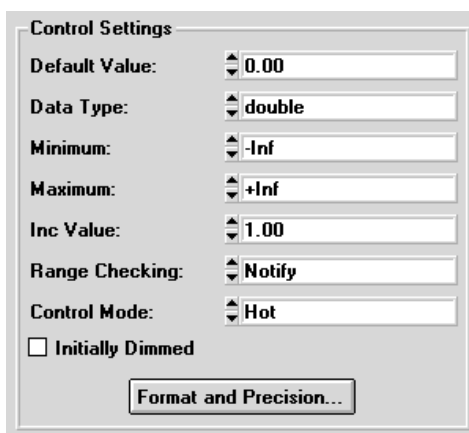 Control Settings
Default Value: 0.00
Data Type: double
Minimum: -Inf
Maximum: +Inf
Inc Value: 1.00
Range Checking: Notify
Control Mode: Hot
Initially Dimmed
Format and Precision...